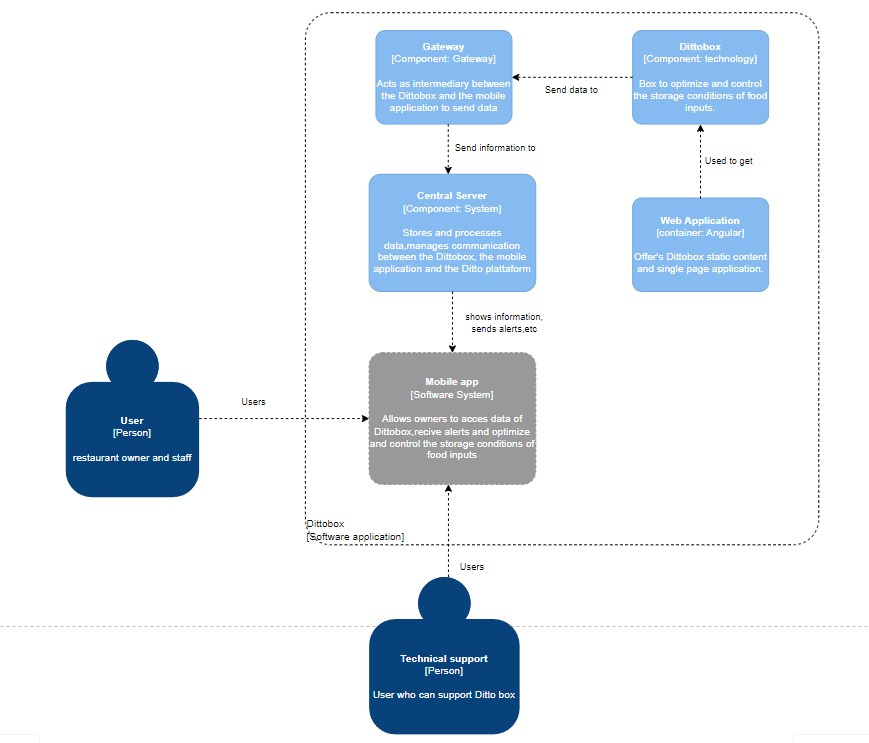 Gateway
[Component: Gateway]
Acts as intermediary between
the Dittobox and the mobile
application to send data
Dittobox
[Component: technology]
Box to optimize and control
the storage conditions of food
inputs.
Send data to
Send information to
Used to get
Central Server
[Component: System]
Stores and processes
data,manages communication
between the Dittobox, the mobile
application and the Ditto plattaform
Web Application
[container: Angular]
Offer's Dittobox static content
and single page application.
shows information,
sends alerts,etc
Mobile app
[Software System]
Allows owners to acces data of
Dittobox,recive alerts and optimize
and control the storage conditions of
food inputs
Users
User
[Person]
restaurant owner and staff
Dittobox
[Software application]
Users
Technical support
[Person]
User who can support Ditto box